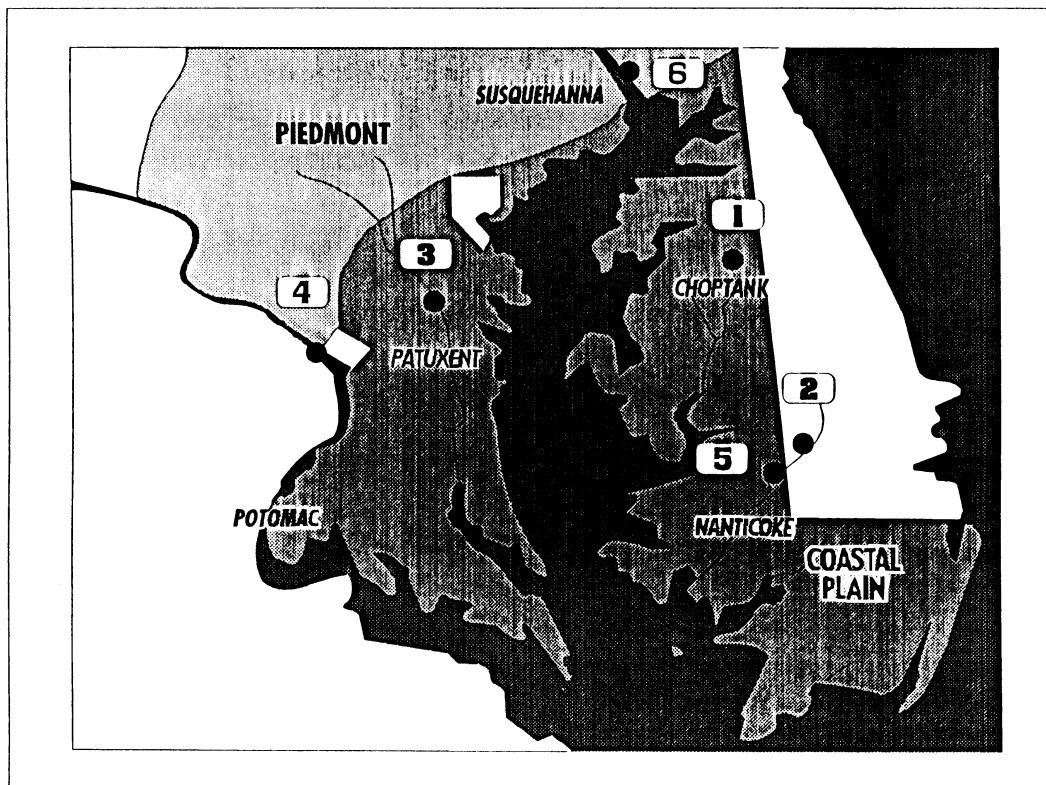 6
SUSQUEHANNA
PIEDMONT
1
3
CHOPTANK
4
PATUXENT
2
5
POTOMAC
NANTICOKE
COASTAL
PLAIN